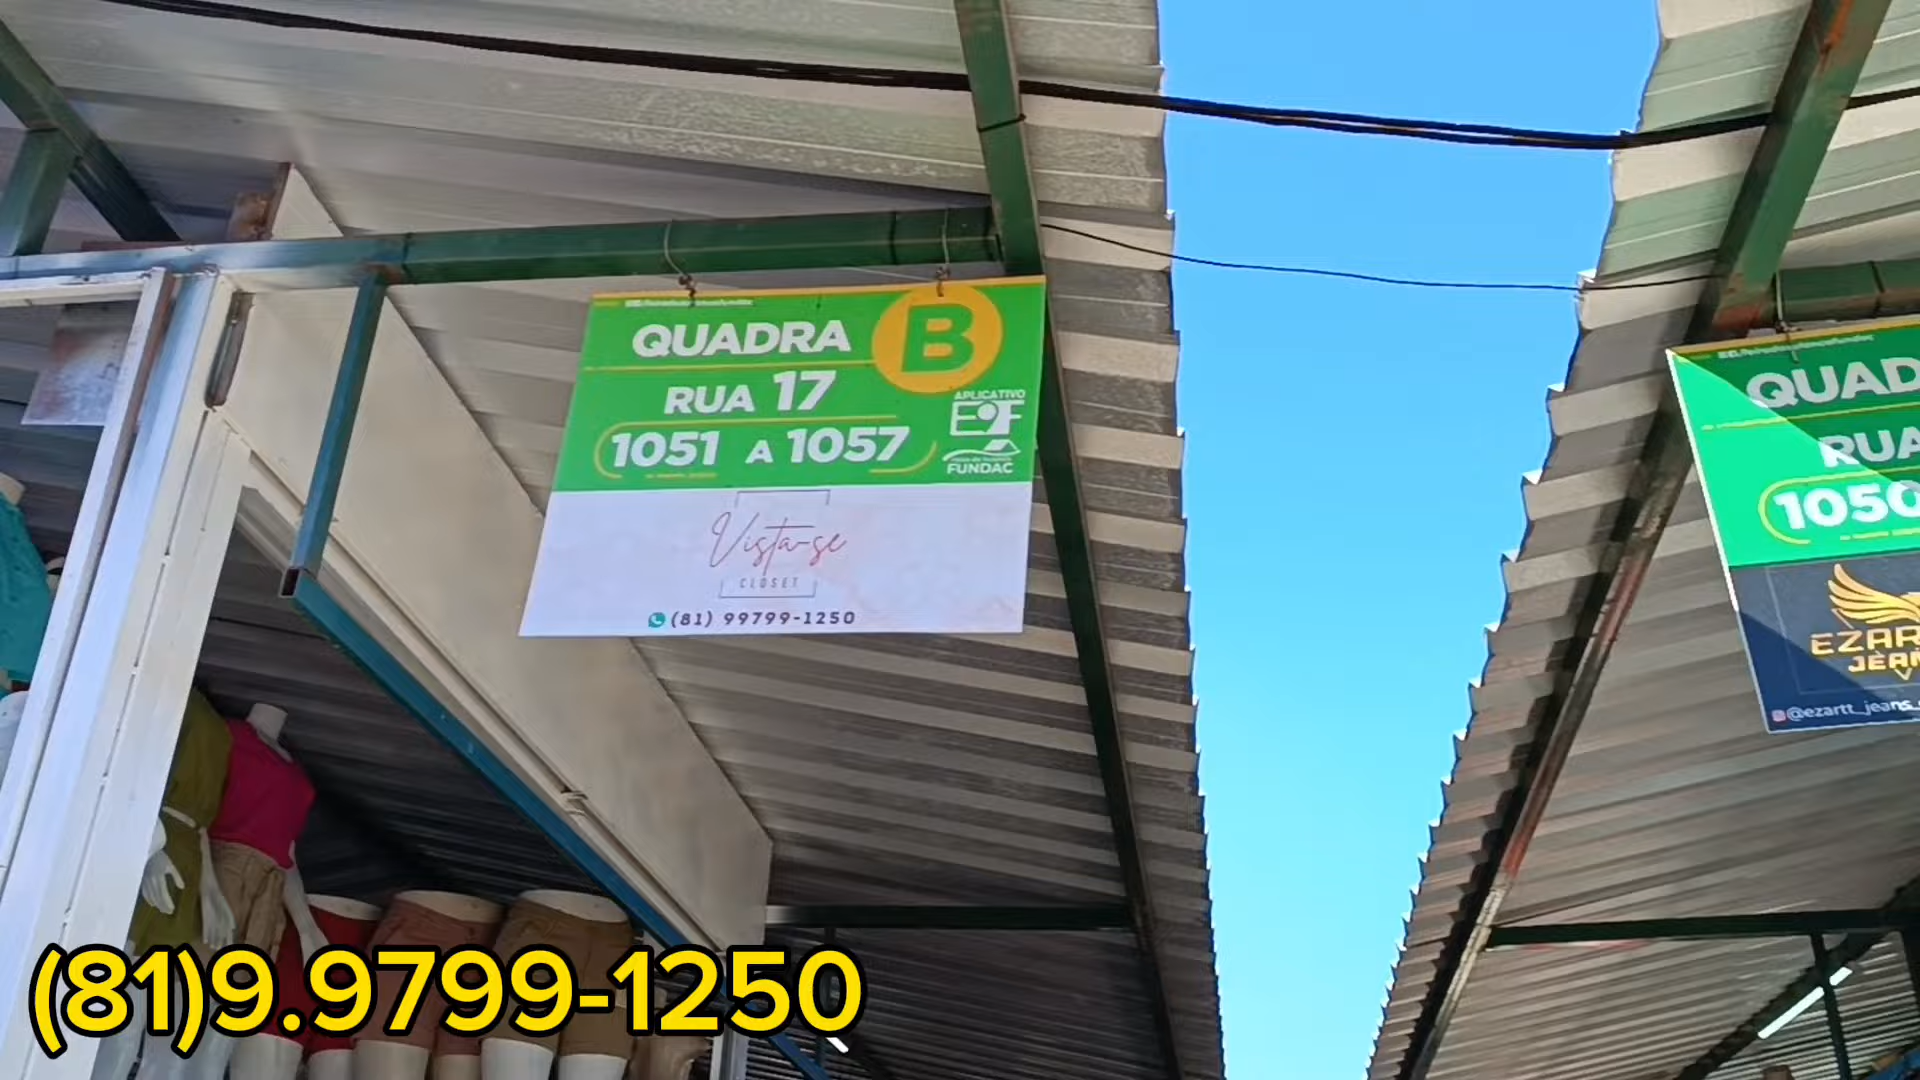 QUADRA B
RUA 17
1051 A 1057
APLICATIVO
EF
FUNDAC
Vista-se
CLOSET
(81) 99799-1250
QUAD
RUA
1050
EZAR
JEAN
@ezartt_jeans
(81)9.9799-1250